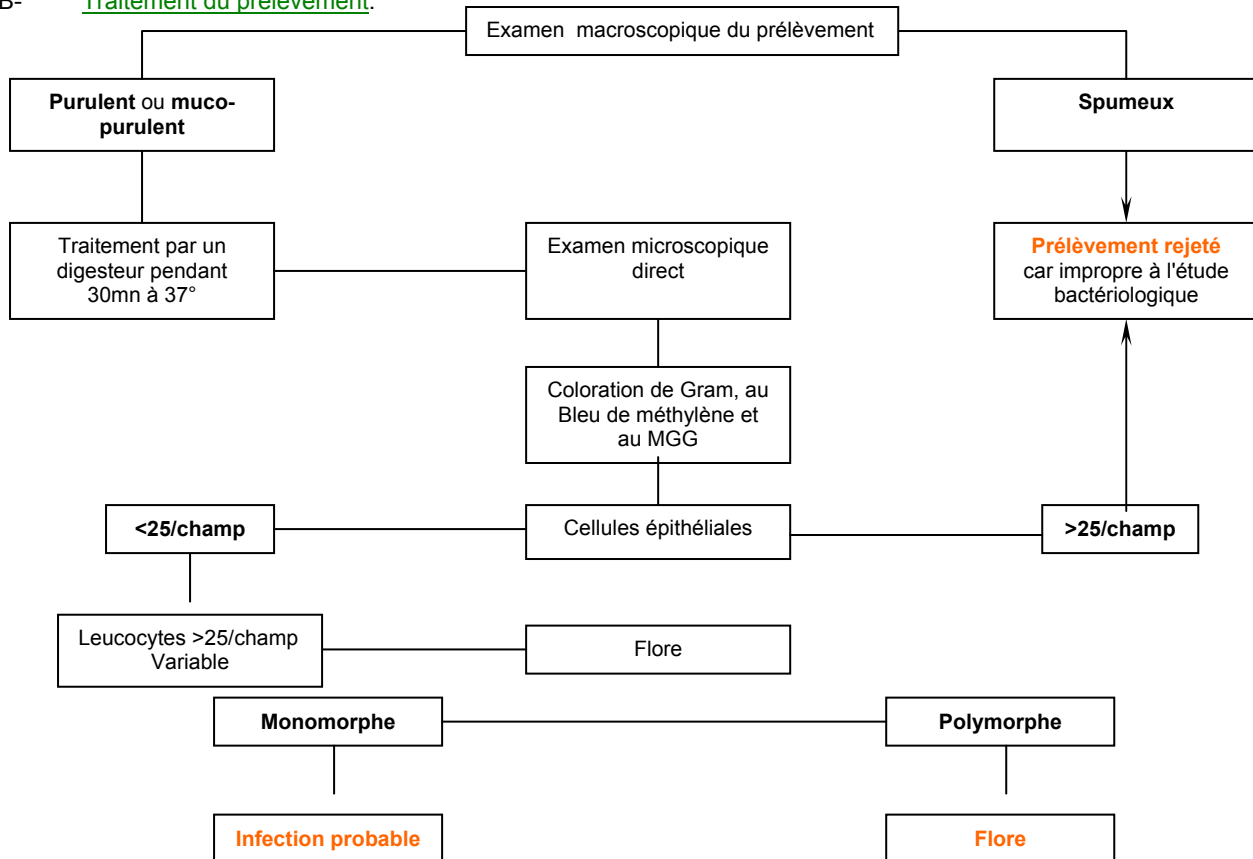 B- Traitement du prélèvement.
Examen macroscopique du prélèvement
Purulent ou muco-
purulent
Spumeux
Traitement par un
digesteur pendant
30mn à 37°
Examen microscopique
direct
Prélèvement rejeté
car impropre à l'étude
bactériologique
Coloration de Gram, au
Bleu de méthylène et
au MGG
<25/champ
Cellules épithéliales
>25/champ
Leucocytes >25/champ
Variable
Flore
Monomorphe
Polymorphe
Infection probable
Flore